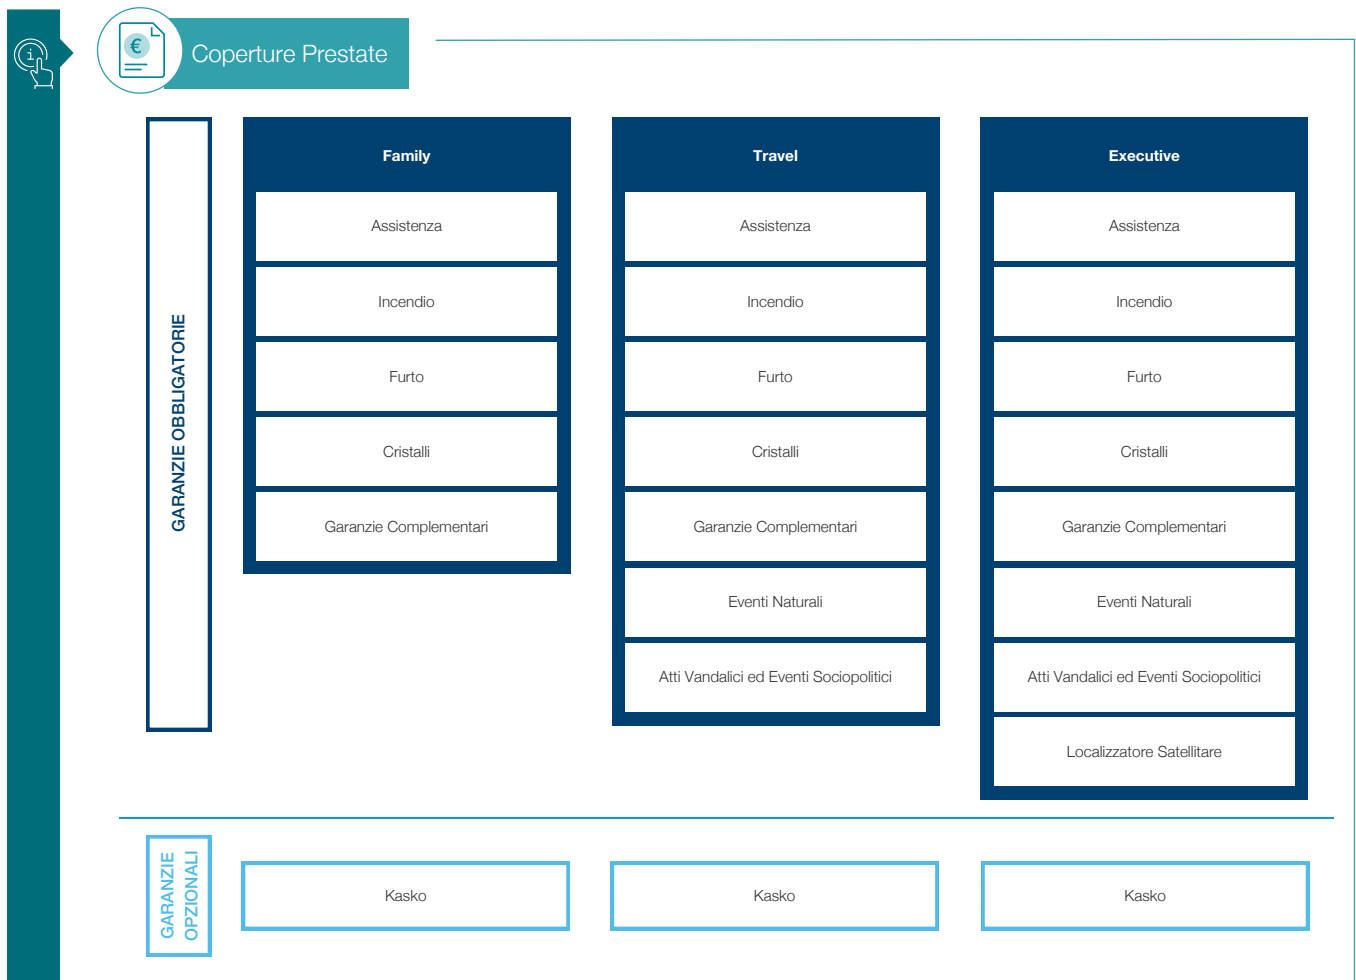 Coperture Prestate
GARANZIE OBBLIGATORIE
Family
Assistenza
Incendio
Furto
Cristalli
Garanzie Complementari
Travel
Assistenza
Incendio
Furto
Cristalli
Garanzie Complementari
Eventi Naturali
Atti Vandalici ed Eventi Sociopolitici
Executive
Assistenza
Incendio
Furto
Cristalli
Garanzie Complementari
Eventi Naturali
Atti Vandalici ed Eventi Sociopolitici
Localizzatore Satellitare
GARANZIE
OPZIONALI
Kasko
Kasko
Kasko